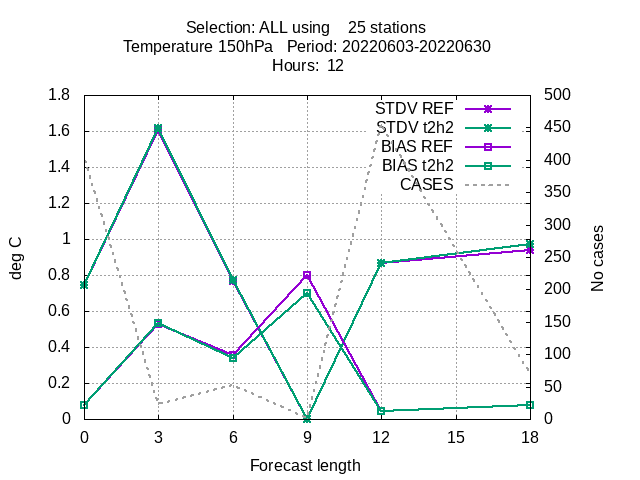 Selection: ALL using    25 stations
Temperature 150hPa   Period: 20220603-20220630
Hours:  12
STDV REF
STDV t2h2
BIAS REF
BIAS t2h2
CASES
deg C
1.8
1.6
1.4
1.2
1
0.8
0.6
0.4
0.2
0
500
450
400
350
300
250
200
150
100
50
0
No cases
0 3 6 9 12 15 18
Forecast length